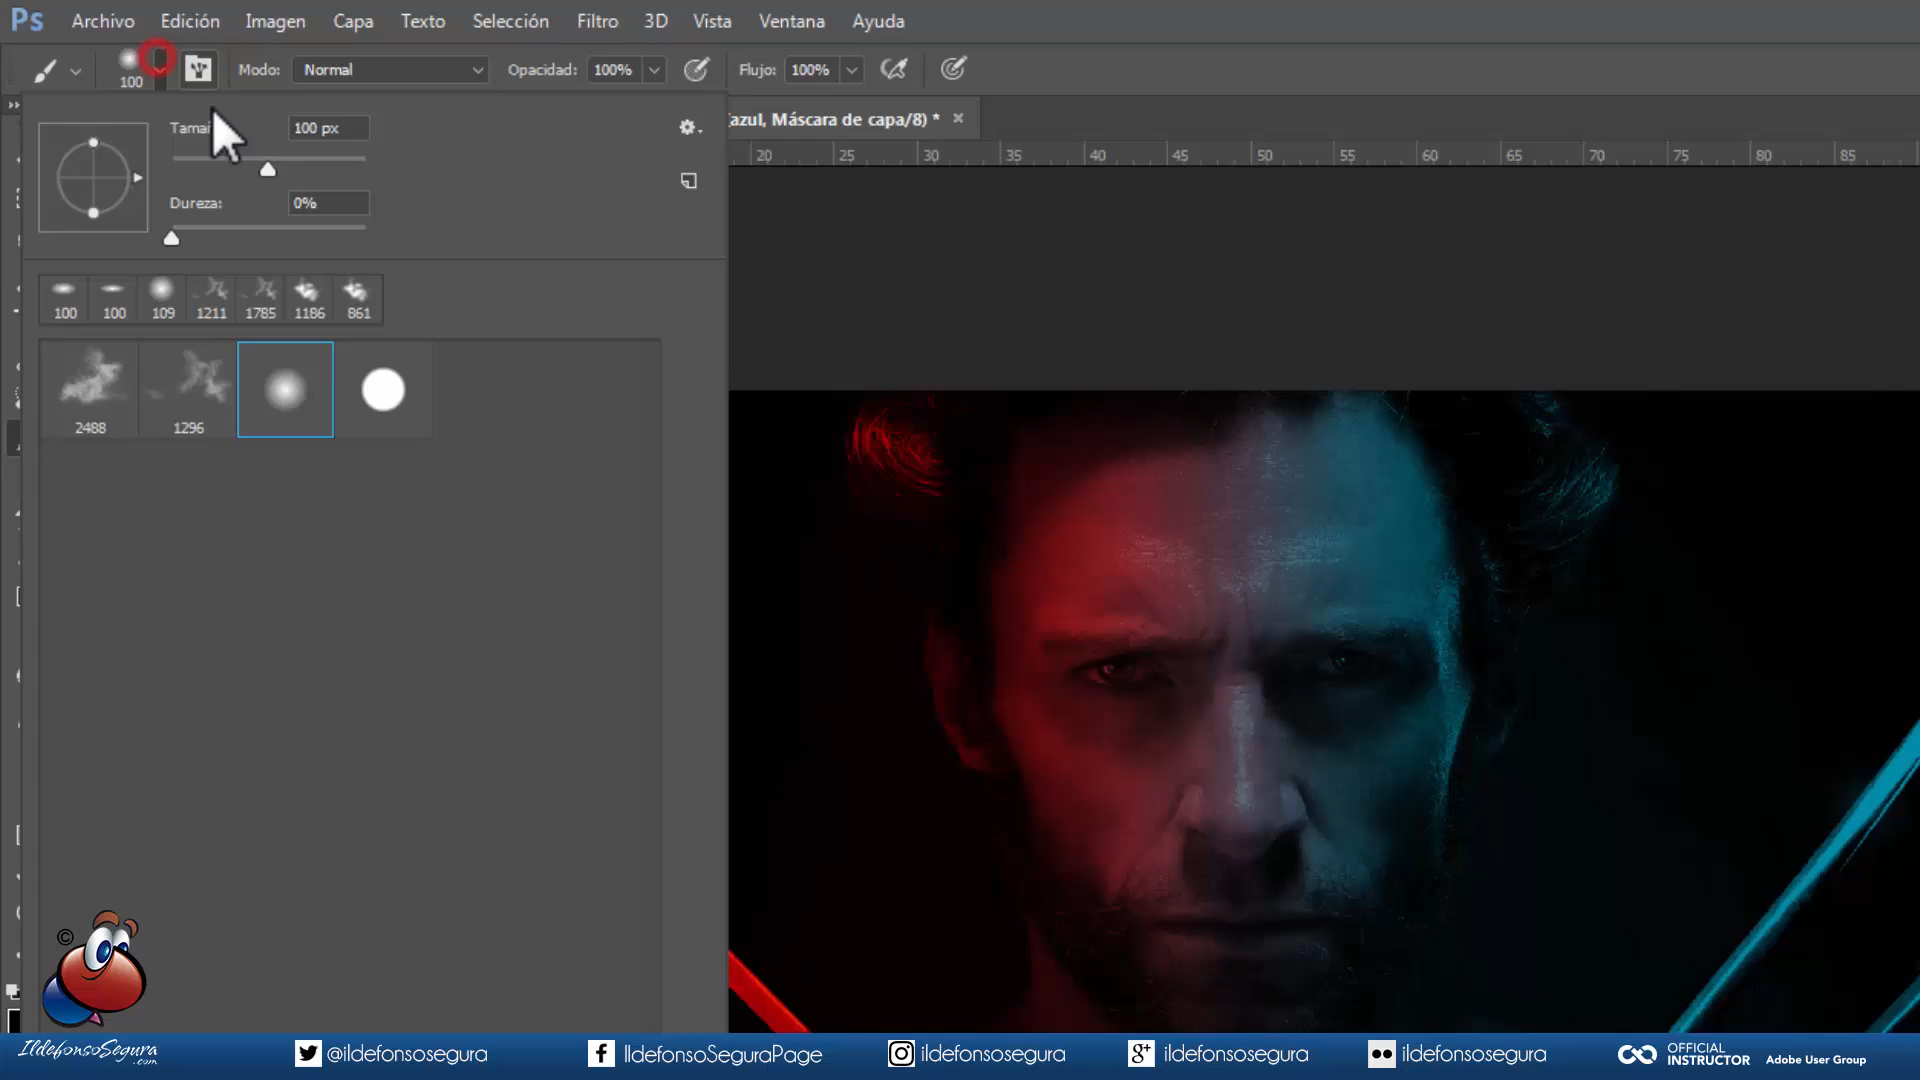 Ps Archivo Edición Imagen Capa Texto Selección Filtro 3D Vista Ventana Ayuda
100 Modo: Normal Opacidad: 100% Flujo: 100%
(azul, Máscara de capa/8) * ×
100 px
Dureza: 0%
20 25 30 35 40 45 50 55 60 65 70 75 80 85
100 100 109 1211 1785 1186 861
2488 1296
©
IldefonsoSegura
.com
@ildefonsosegura
IldefonsoSeguraPage
ildefonsosegura
g+ ildefonsosegura
ildefonsosegura
OFFICIAL
INSTRUCTOR
Adobe User Group